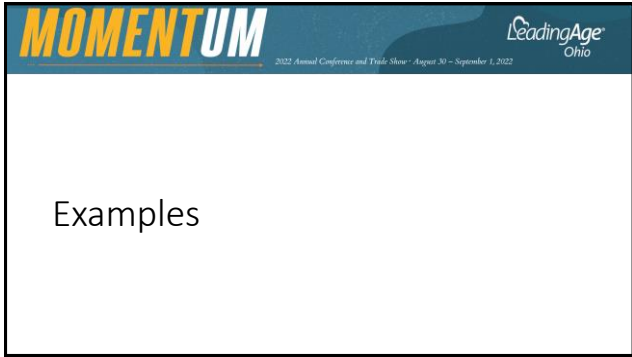 MOMENTUM
2022 Annual Conference and Trade Show · August 30 – September 1, 2022
LeadingAge®
Ohio
Examples